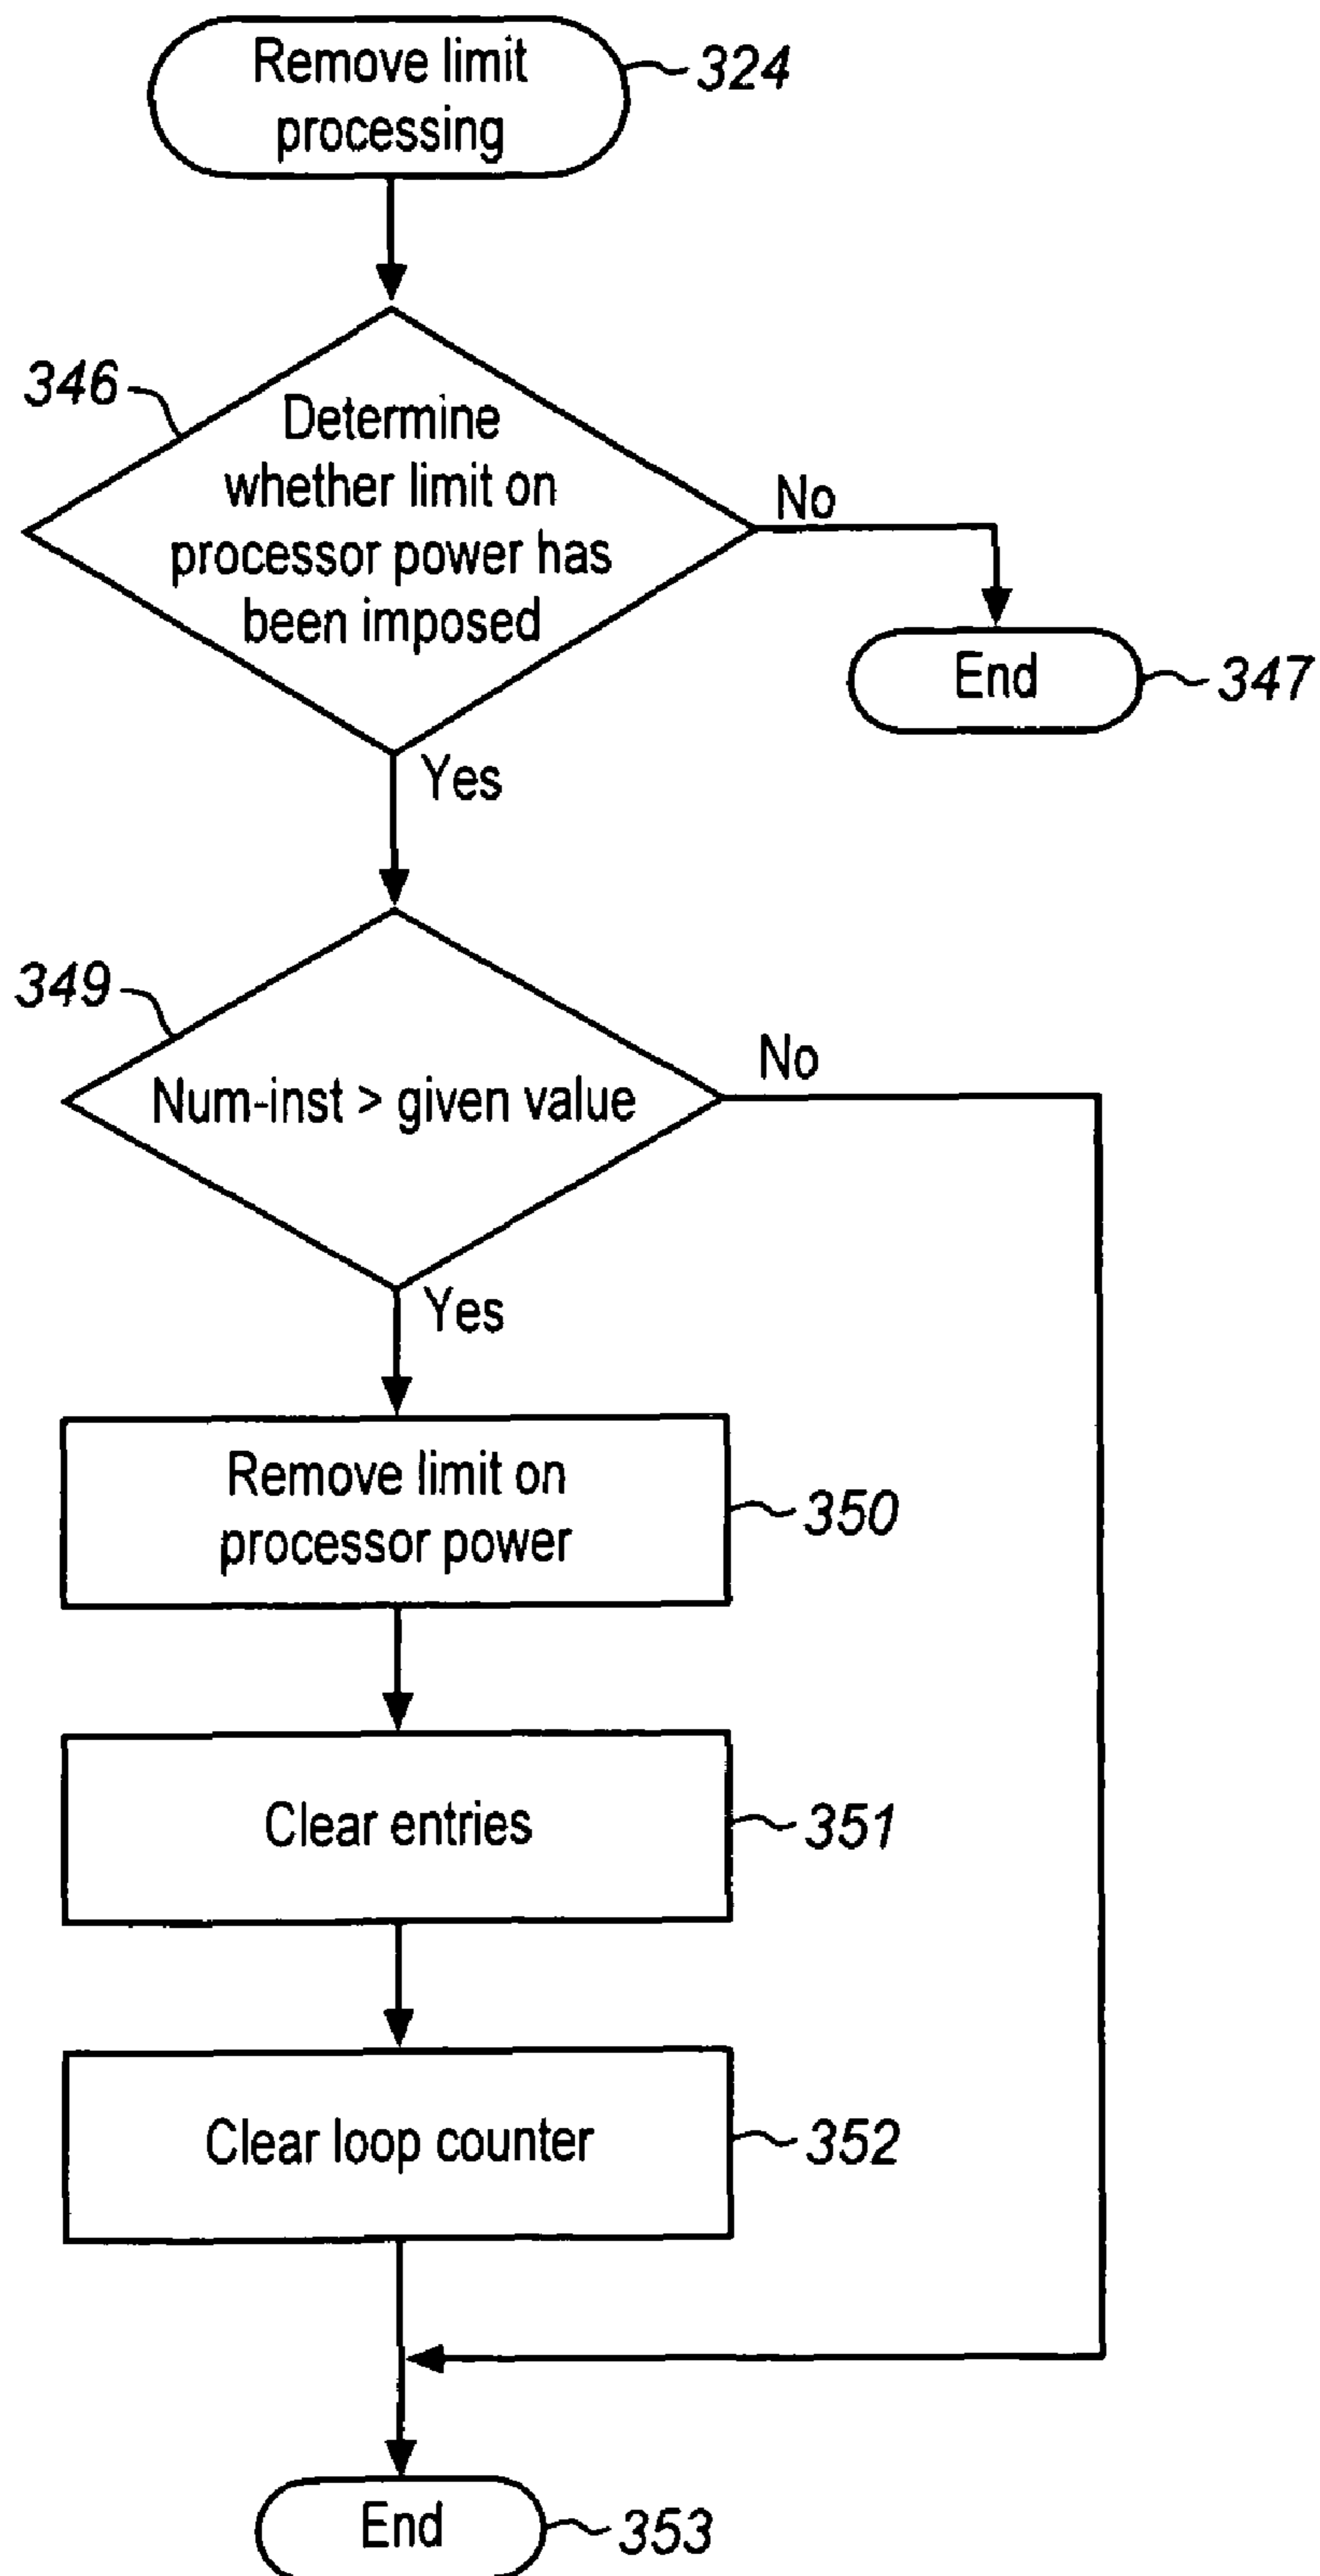 Remove limit
processing
324
346
Determine
whether limit on
processor power has
been imposed
No
End
347
Yes
349
Num-inst > given value
No
Yes
Remove limit on
processor power
350
Clear entries
351
Clear loop counter
352
End
353